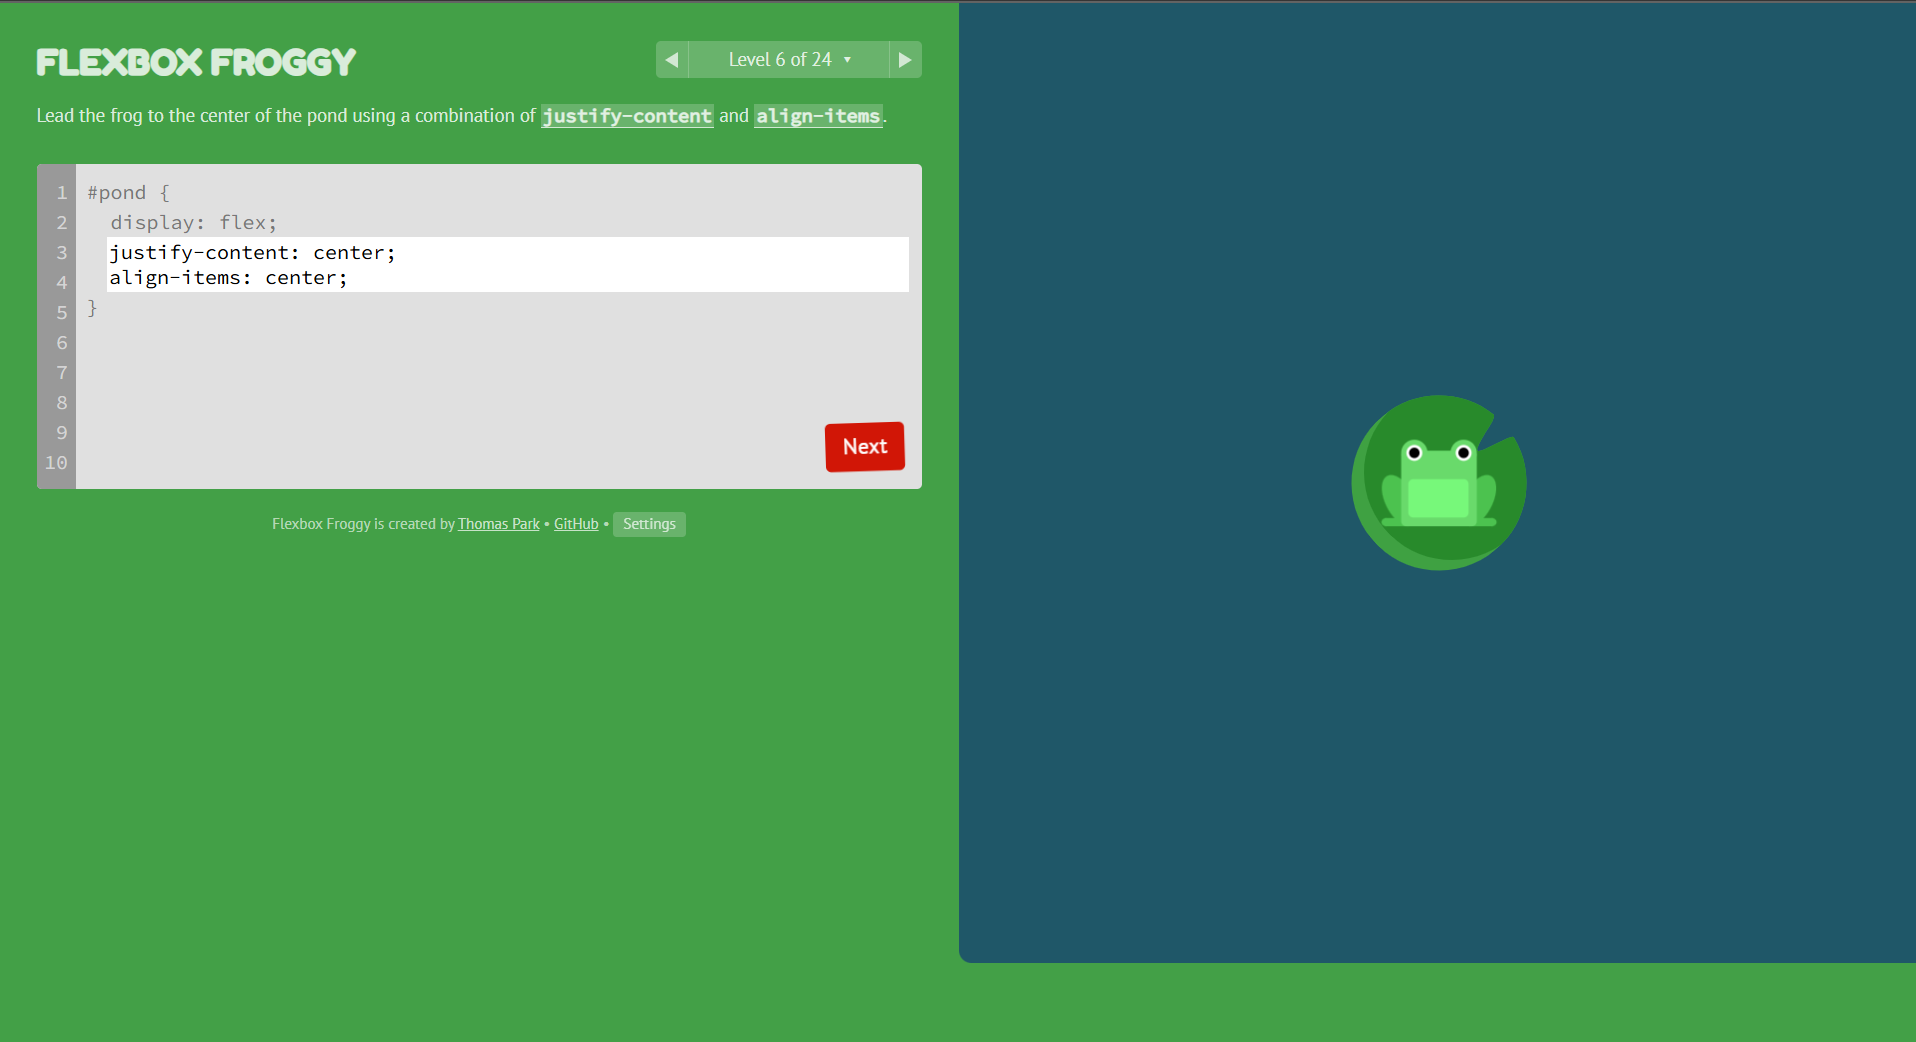 FLEXBOX FROGGY
◀ Level 6 of 24 ▼ ▶
Lead the frog to the center of the pond using a combination of justify-content and align-items.
1 #pond {
2 display: flex;
3 justify-content: center;
4 align-items: center;
5 }
6
7
8
9
10
Next
Flexbox Froggy is created by Thomas Park • GitHub • Settings